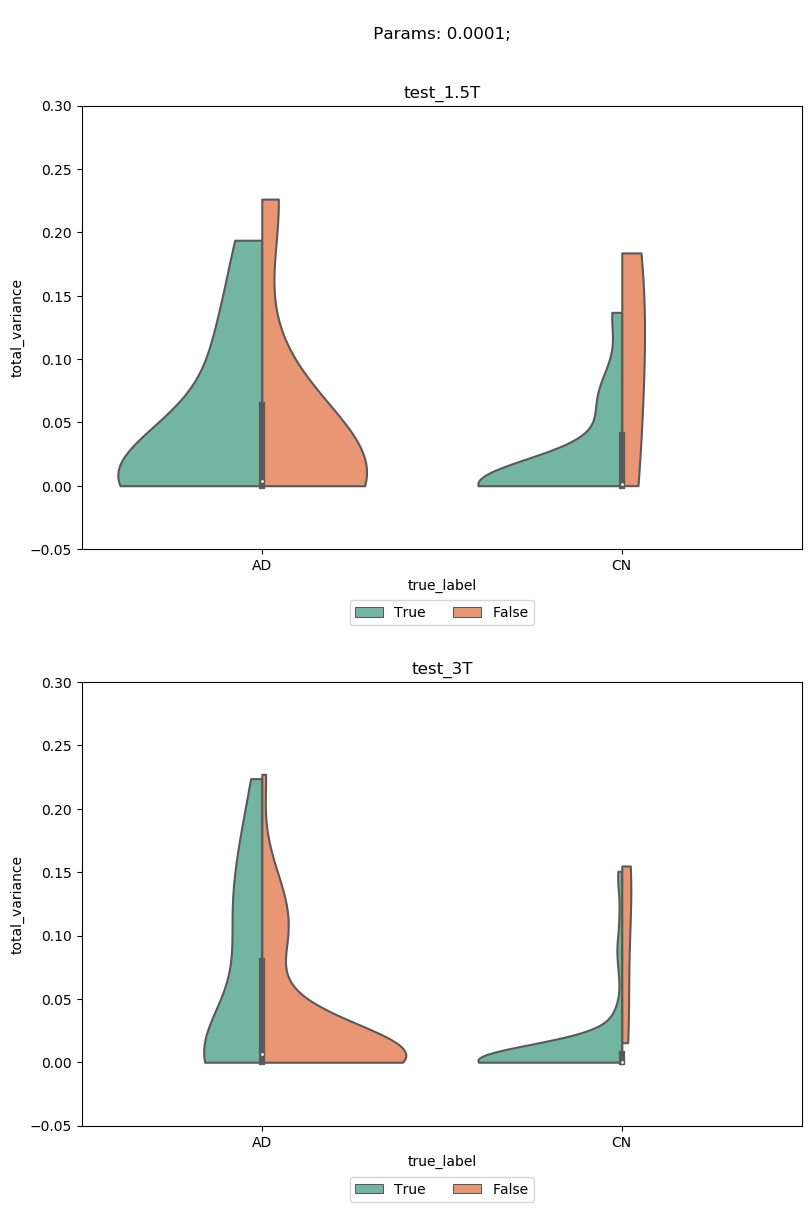 Params: 0.0001;
test_1.5T
0.30
0.25
0.20
0.15
0.10
0.05
0.00
−0.05
total_variance
AD CN
true_label
True False
test_3T
0.30
0.25
0.20
0.15
0.10
0.05
0.00
−0.05
total_variance
AD CN
true_label
True False